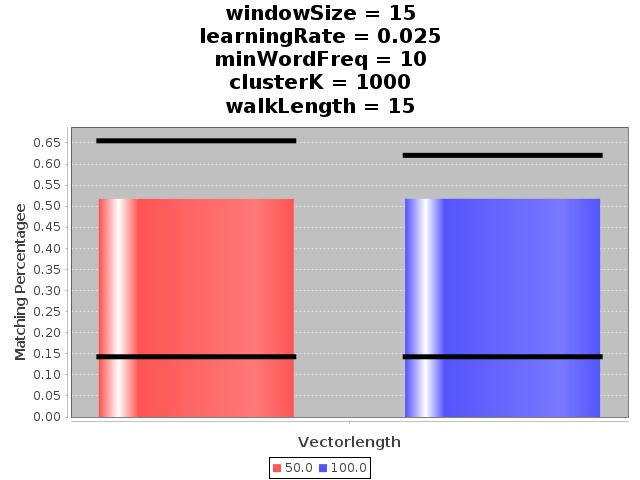 windowSize = 15
learningRate = 0.025
minWordFreq = 10
clusterK = 1000
walkLength = 15
0.65
0.60
0.55
0.50
0.45
0.40
0.35
0.30
0.25
0.20
0.15
0.10
0.05
0.00
Matching Percentagee
Vectorlength
50.0 100.0